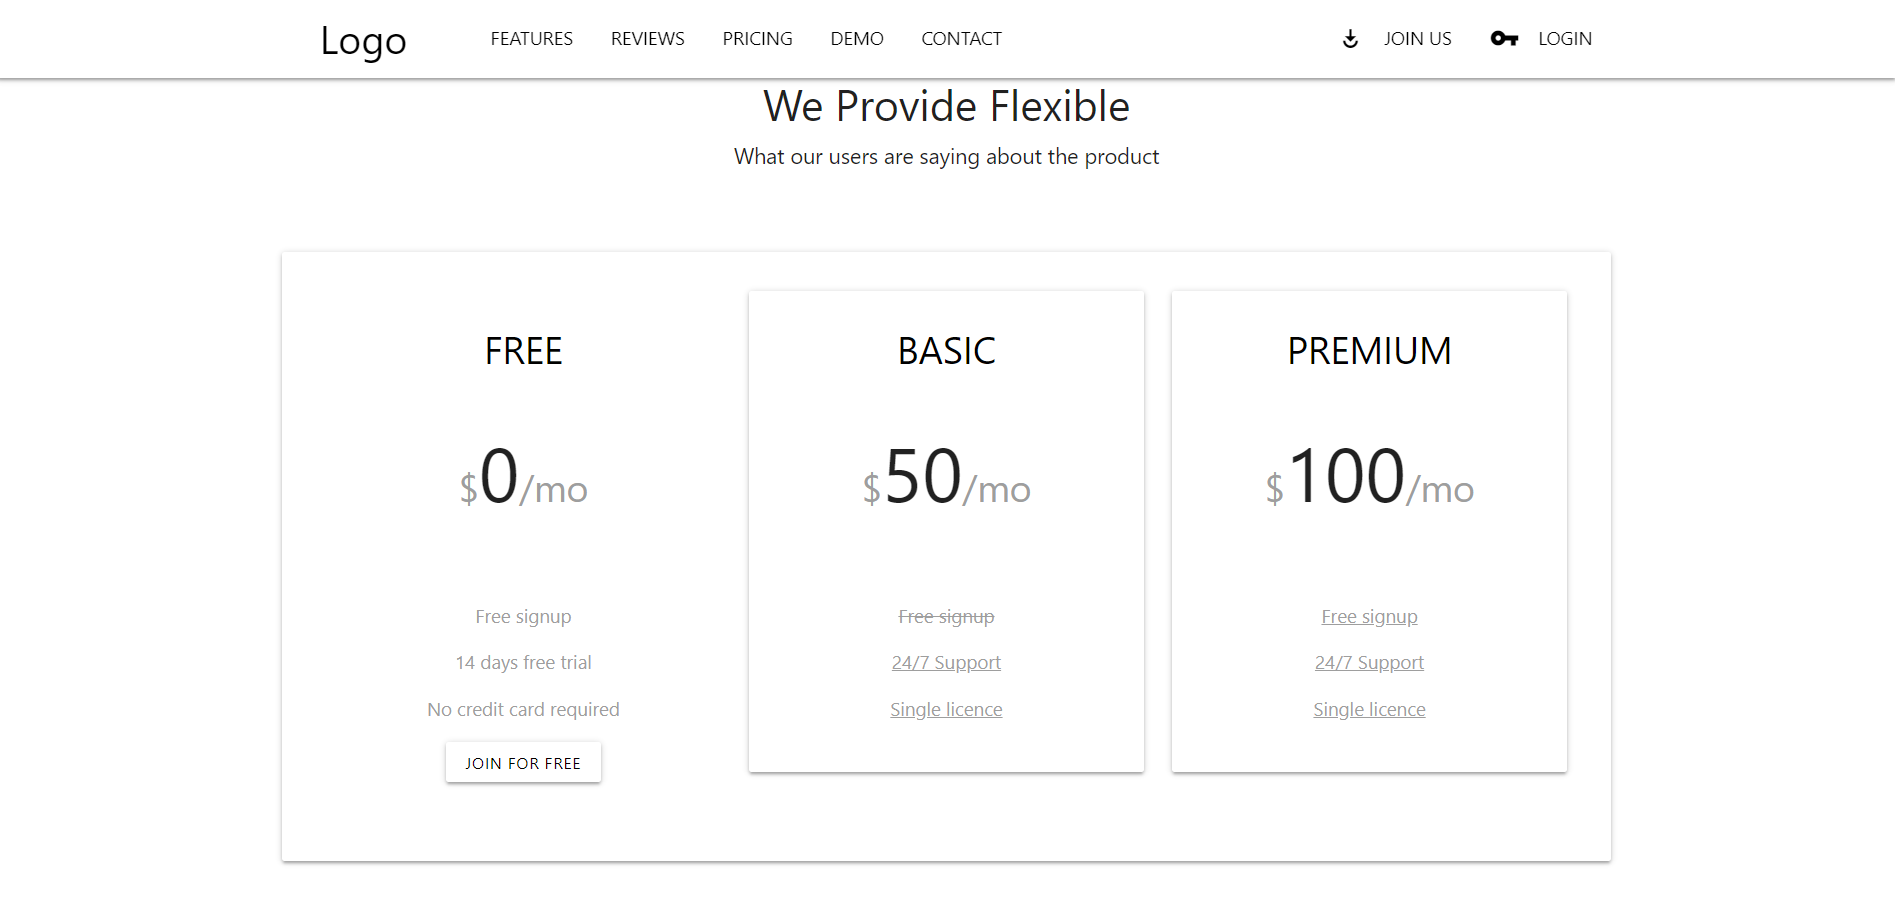 Logo FEATURES REVIEWS PRICING DEMO CONTACT JOIN US LOGIN
We Provide Flexible
What our users are saying about the product
FREE
$0/mo
Free signup
14 days free trial
No credit card required
JOIN FOR FREE
BASIC
$50/mo
Free signup
24/7 Support
Single licence
PREMIUM
$100/mo
Free signup
24/7 Support
Single licence